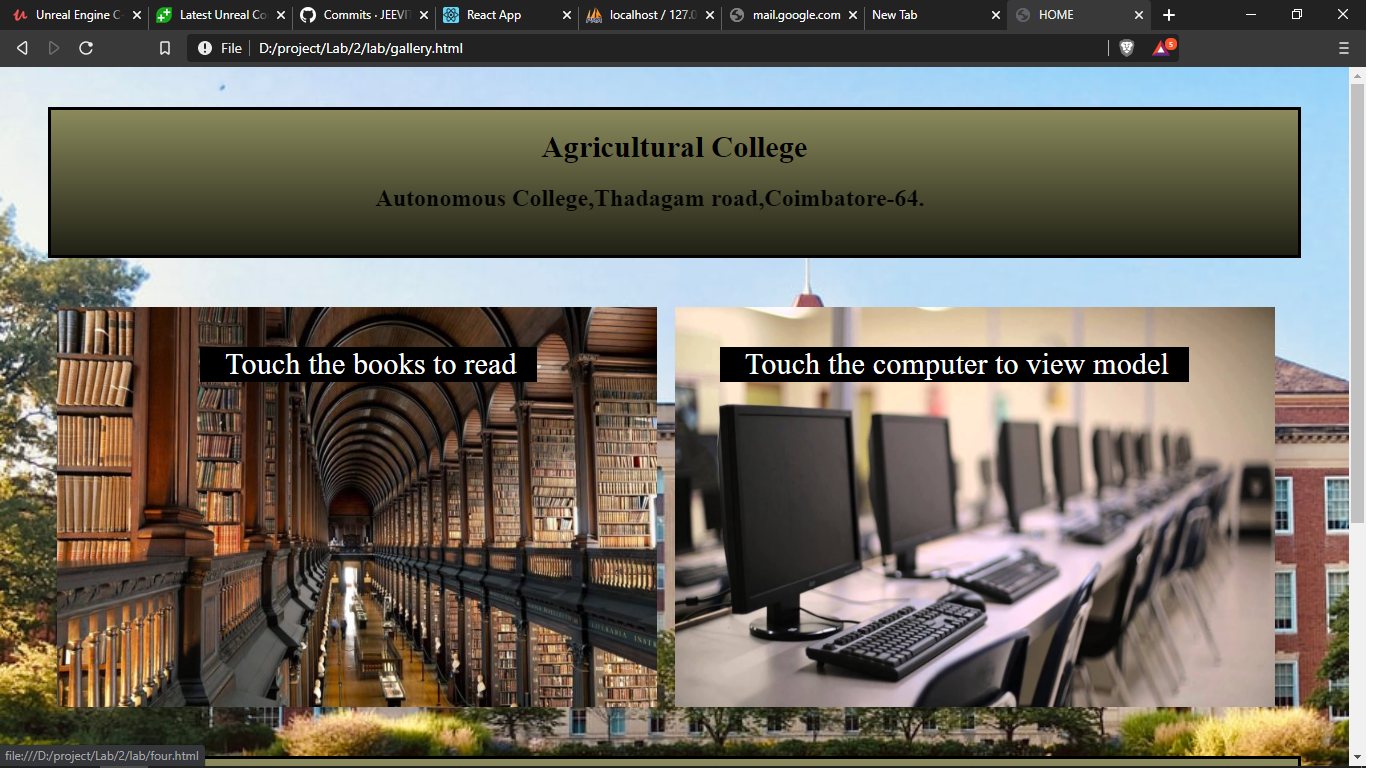 Unreal Engine C
Latest Unreal Co
Commits · JEEVIT
React App
localhost / 127.0
mail.google.com
New Tab
HOME
File
D:/project/Lab/2/lab/gallery.html
5
Agricultural College
Autonomous College,Thadagam road,Coimbatore-64.
Touch the books to read
Touch the computer to view model
file:///D:/project/Lab/2/lab/four.html